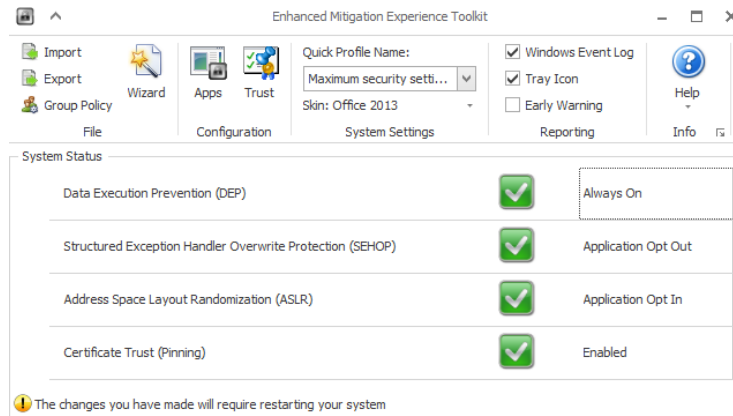 Enhanced Mitigation Experience Toolkit
Import
Export
Group Policy
Wizard
File
Apps
Trust
Configuration
Quick Profile Name:
Maximum security setti...
Skin: Office 2013
System Settings
Windows Event Log
Tray Icon
Early Warning
Reporting
Help
Info
System Status
Data Execution Prevention (DEP)
Always On
Structured Exception Handler Overwrite Protection (SEHOP)
Application Opt Out
Address Space Layout Randomization (ASLR)
Application Opt In
Certificate Trust (Pinning)
Enabled
The changes you have made will require restarting your system